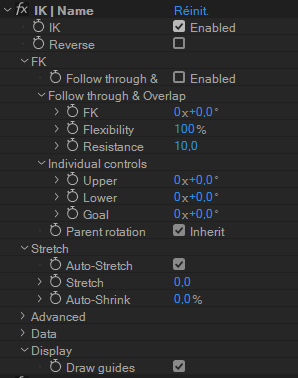 fx IK | Name Réinit.
IK Enabled
Reverse
FK
Follow through & Enabled
Follow through & Overlap
FK 0x+0,0°
Flexibility 100%
Resistance 10,0
Individual controls
Upper 0x+0,0°
Lower 0x+0,0°
Goal 0x+0,0°
Parent rotation Inherit
Stretch
Auto-Stretch
Stretch 0,0
Auto-Shrink 0,0%
Advanced
Data
Display
Draw guides